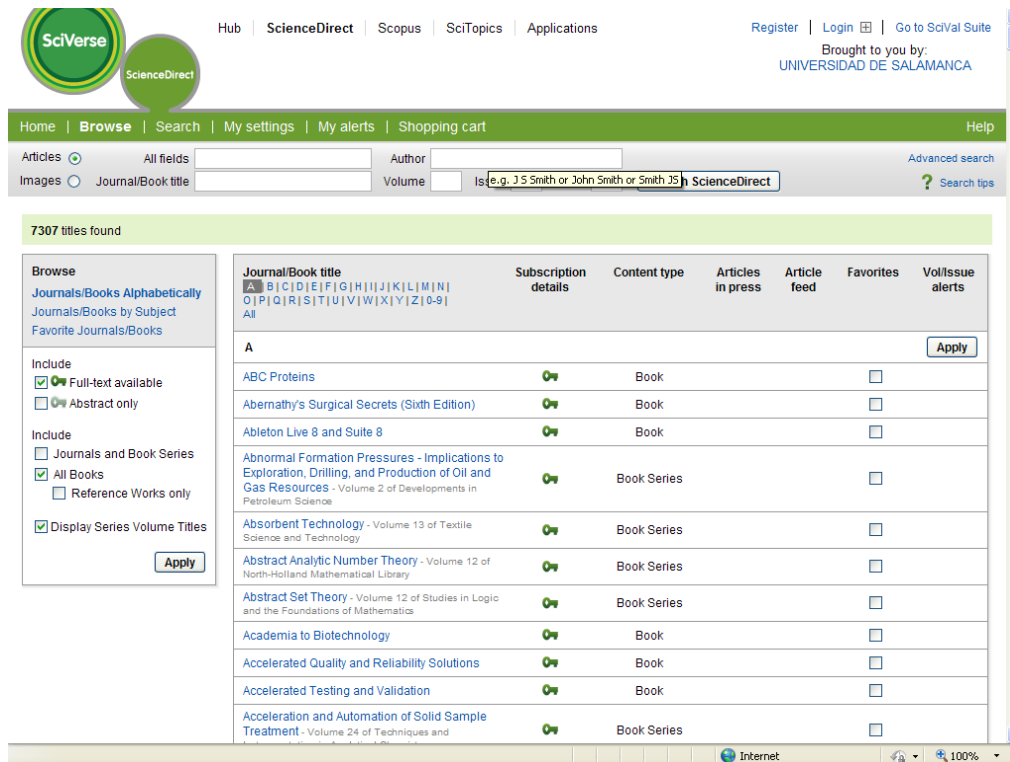 SciVerse
ScienceDirect
Hub | ScienceDirect | Scopus | SciTopics | Applications
Register | Login | Go to SciVal Suite
Brought to you by:
UNIVERSIDAD DE SALAMANCA
Home | Browse | Search | My settings | My alerts | Shopping cart
Help
Articles All fields Author Advanced search
Images Journal/Book title Volume e.g. J S Smith or John Smith or Smith JS ScienceDirect ? Search tips
7307 titles found
Browse
Journals/Books Alphabetically
Journals/Books by Subject
Favorite Journals/Books
Include
Full-text available
Abstract only
Include
Journals and Book Series
All Books
Reference Works only
Display Series Volume Titles
Apply
Journal/Book title
A | B | C | D | E | F | G | H | I | J | K | L | M | N |
O | P | Q | R | S | T | U | V | W | X | Y | Z | 0-9 |
All
Subscription details
Content type
Articles in press
Article feed
Favorites
Vol/Issue alerts
A Apply
ABC Proteins Book
Abernathy's Surgical Secrets (Sixth Edition) Book
Ableton Live 8 and Suite 8 Book
Abnormal Formation Pressures - Implications to
Exploration, Drilling, and Production of Oil and
Gas Resources - Volume 2 of Developments in
Petroleum Science
Book Series
Absorbent Technology - Volume 13 of Textile
Science and Technology
Book Series
Abstract Analytic Number Theory - Volume 12 of
North-Holland Mathematical Library
Book Series
Abstract Set Theory - Volume 12 of Studies in Logic
and the Foundations of Mathematics
Book Series
Academia to Biotechnology Book
Accelerated Quality and Reliability Solutions Book
Accelerated Testing and Validation Book
Acceleration and Automation of Solid Sample
Treatment - Volume 24 of Techniques and
Book Series
Internet 100%